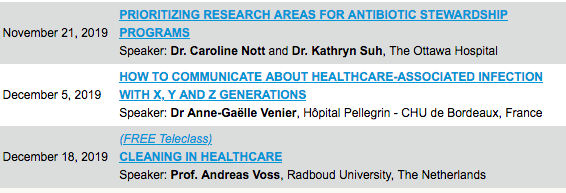 PRIORITIZING RESEARCH AREAS FOR ANTIBIOTIC STEWARDSHIP
November 21, 2019 PROGRAMS
Speaker: Dr. Caroline Nott and Dr. Kathryn Suh, The Ottawa Hospital
HOW TO COMMUNICATE ABOUT HEALTHCARE-ASSOCIATED INFECTION
December 5, 2019 WITH X, Y AND Z GENERATIONS
Speaker: Dr Anne-Gaëlle Venier, Hôpital Pellegrin - CHU de Bordeaux, France
(FREE Teleclass)
December 18, 2019 CLEANING IN HEALTHCARE
Speaker: Prof. Andreas Voss, Radboud University, The Netherlands